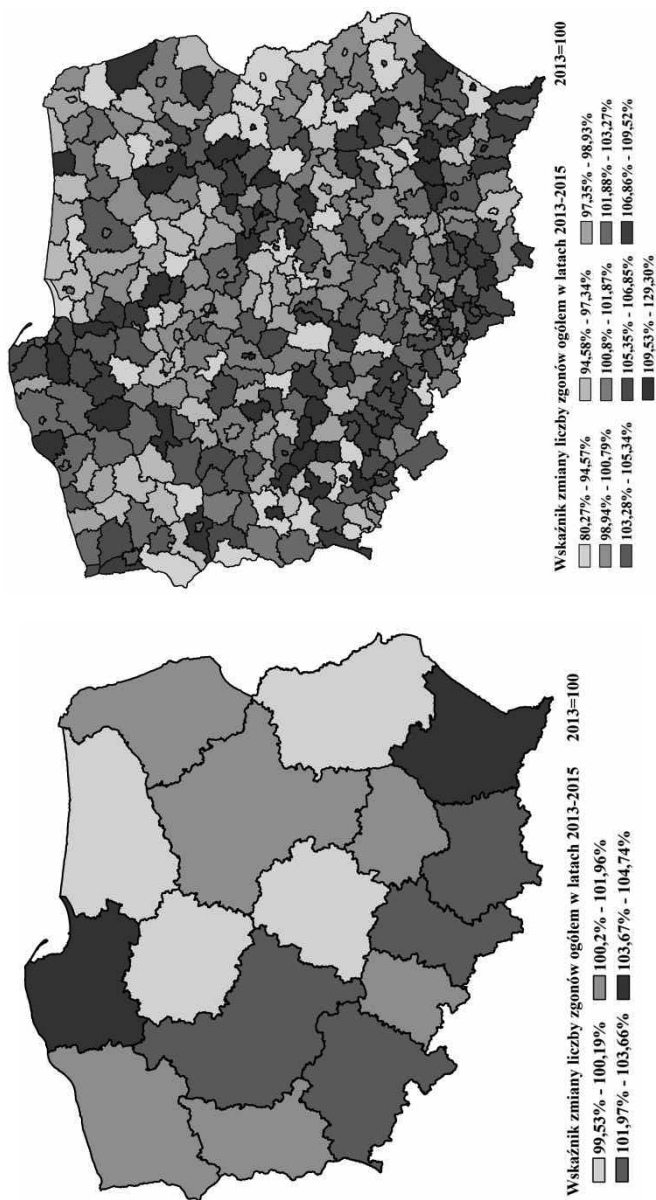 Wskaźnik zmiany liczby zgonów ogółem w latach 2013-2015 2013=100
99,53% - 100,19% 100,2% - 101,96%
101,97% - 103,66% 103,67% - 104,74%
Wskaźnik zmiany liczby zgonów ogółem w latach 2013-2015 2013=100
80,27% - 94,57% 94,58% - 97,34% 97,35% - 98,93%
98,94% - 100,79% 100,8% - 101,87% 101,88% - 103,27%
103,28% - 105,34% 105,35% - 106,85% 106,86% - 109,52%
109,53% - 129,30%